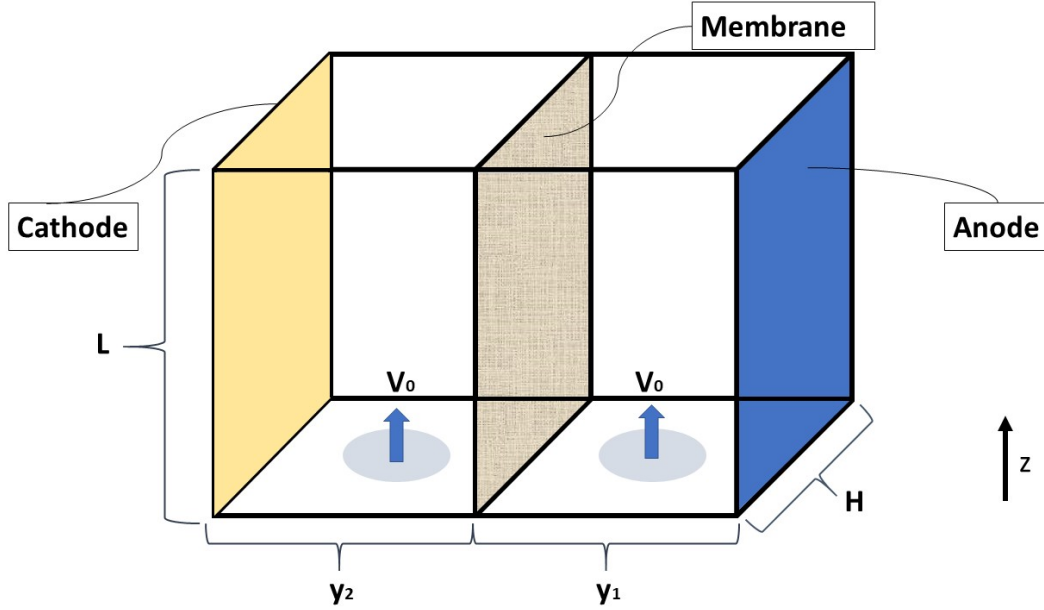 Membrane
Cathode
Anode
L
V₀
V₀
z
H
y₂
y₁